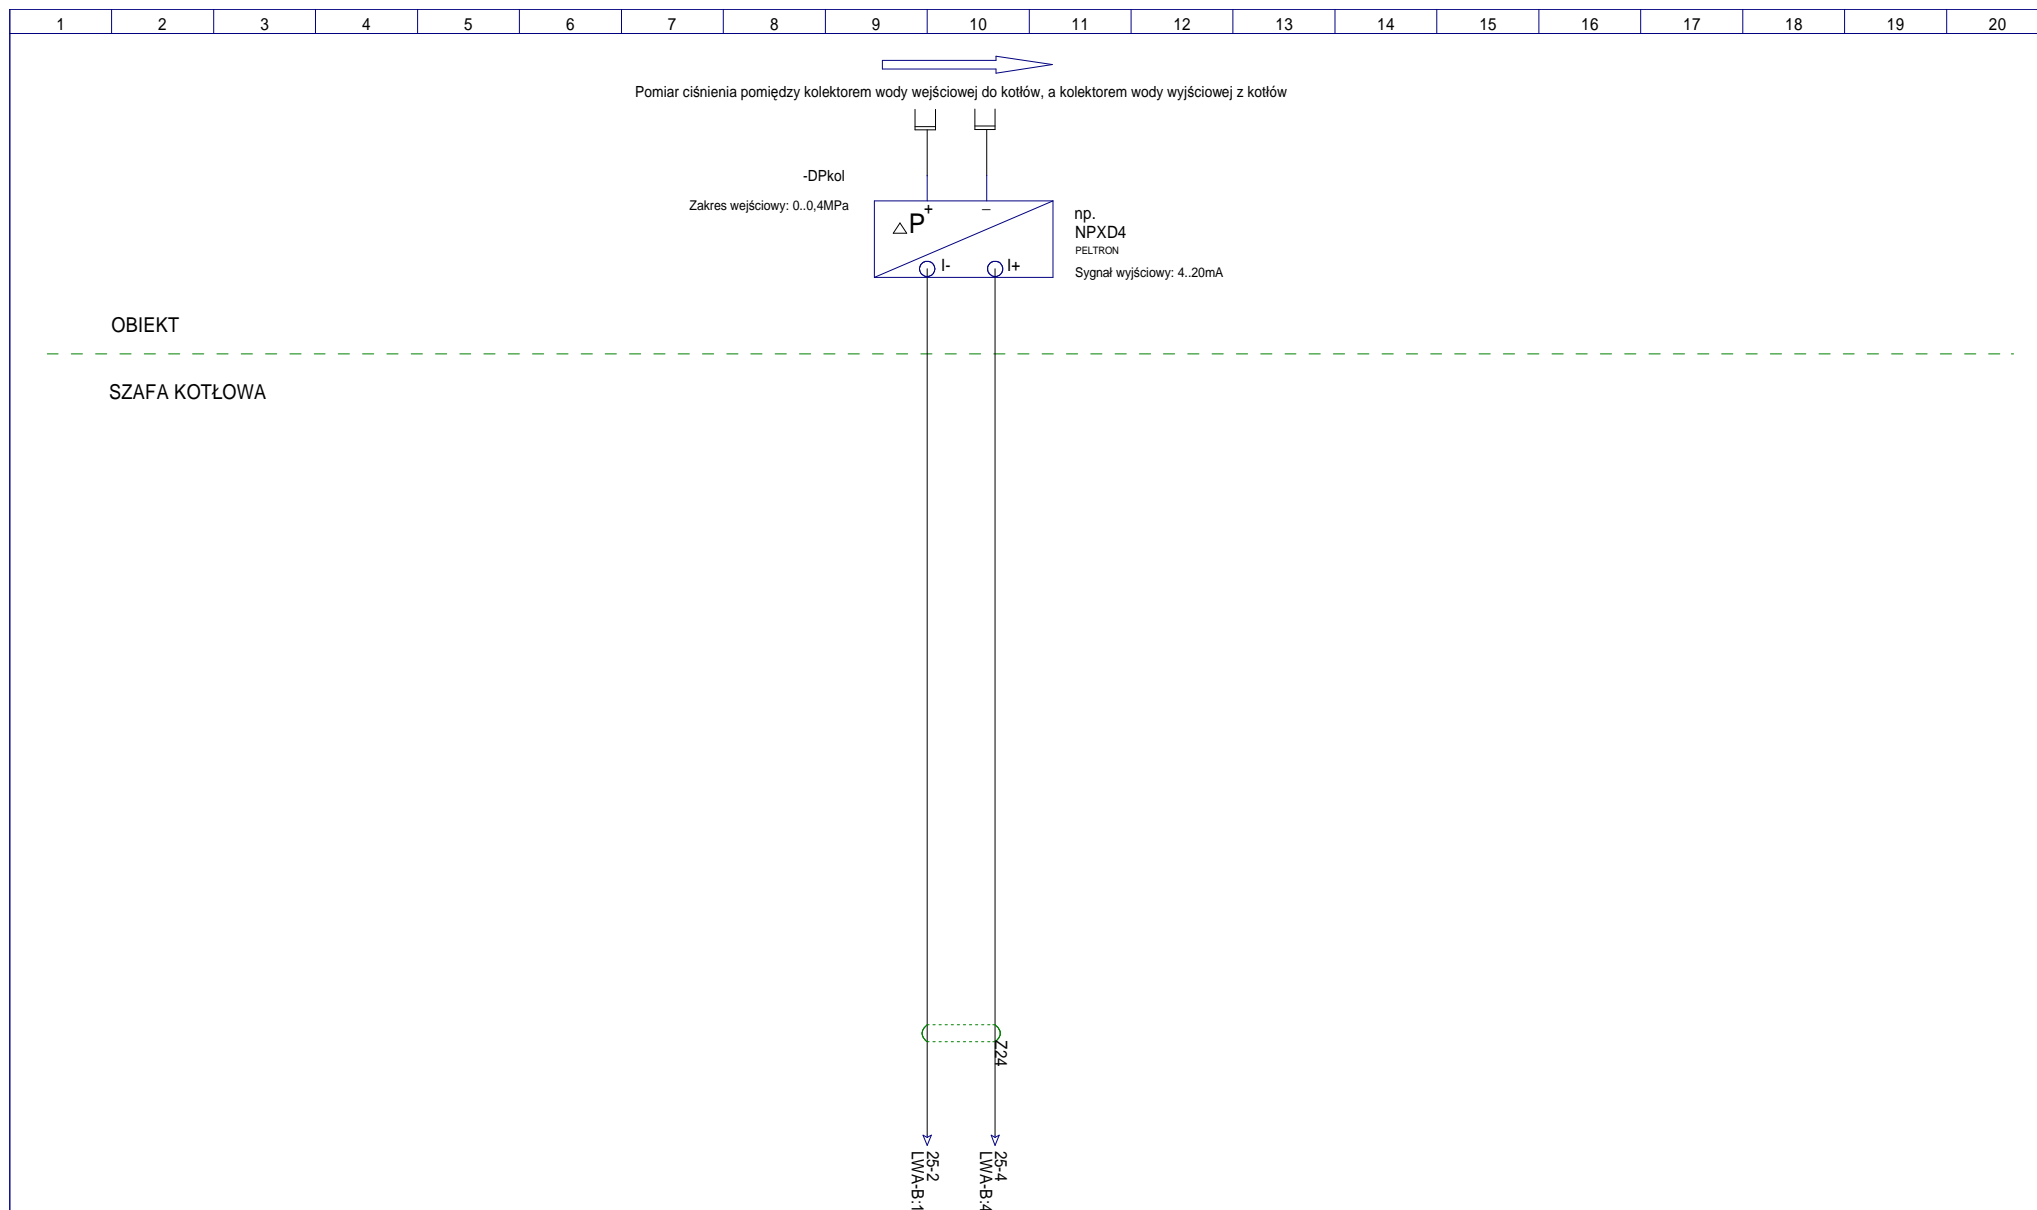 1 2 3 4 5 6 7 8 9 10 11 12 13 14 15 16 17 18 19 20
Pomiar ciśnienia pomiędzy kolektorem wody wejściowej do kotłów, a kolektorem wody wyjściowej z kotłów
-DPkol
Zakres wejściowy: 0..0,4MPa
+ –
△P
I- I+
np.
NPXD4
PELTRON
Sygnał wyjściowy: 4..20mA
OBIEKT
SZAFA KOTŁOWA
Z24
25-2
LWA-B:1
25-4
LWA-B:4